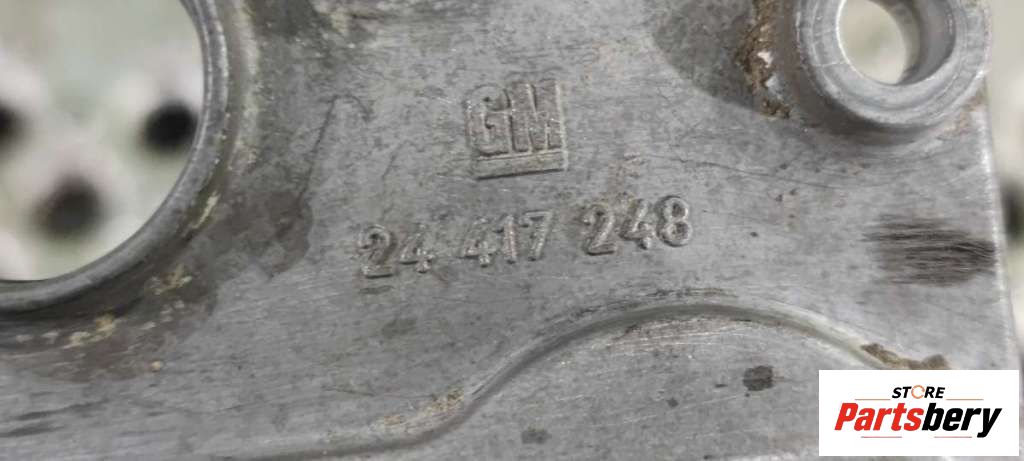 GM
24 417 248
STORE
Partsbery